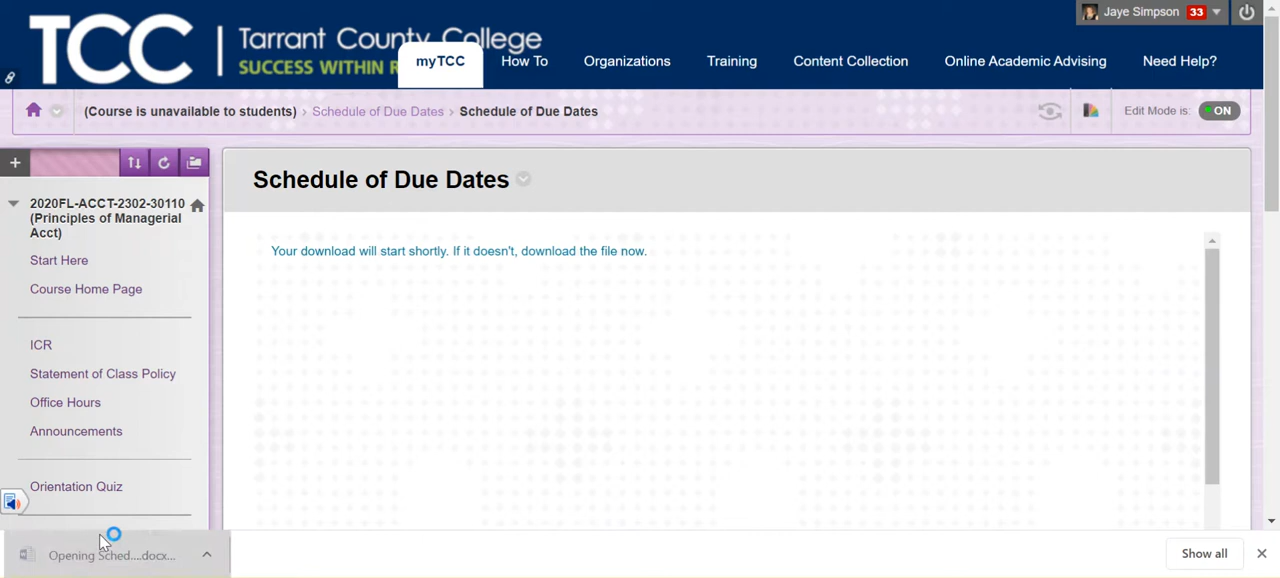 TCC
Tarrant County College
SUCCESS WITHIN R
Jaye Simpson 33
myTCC
How To
Organizations
Training
Content Collection
Online Academic Advising
Need Help?
(Course is unavailable to students) › Schedule of Due Dates › Schedule of Due Dates
Edit Mode is: ON
Schedule of Due Dates
2020FL-ACCT-2302-30110
(Principles of Managerial
Acct)
Start Here
Course Home Page
ICR
Statement of Class Policy
Office Hours
Announcements
Orientation Quiz
Your download will start shortly. If it doesn't, download the file now.
Opening Sched....docx...
Show all